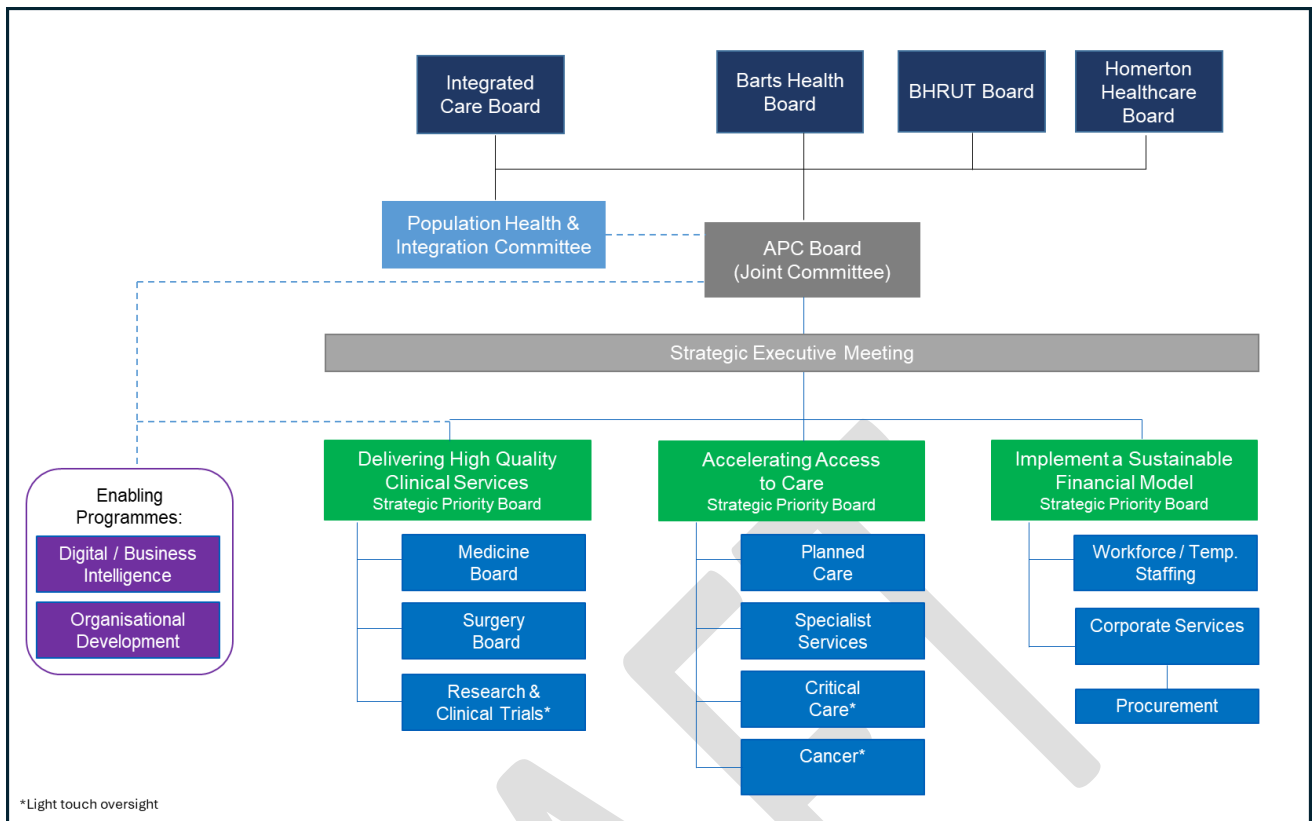 Integrated
Care Board
Barts Health
Board
BHRUT Board
Homerton
Healthcare
Board
Population Health &
Integration Committee
APC Board
(Joint Committee)
Strategic Executive Meeting
Delivering High Quality
Clinical Services
Strategic Priority Board
Accelerating Access
to Care
Strategic Priority Board
Implement a Sustainable
Financial Model
Strategic Priority Board
Enabling
Programmes:
Digital / Business
Intelligence
Organisational
Development
Medicine
Board
Surgery
Board
Research &
Clinical Trials*
Planned
Care
Specialist
Services
Critical
Care*
Cancer*
Workforce / Temp.
Staffing
Corporate Services
Procurement
*Light touch oversight